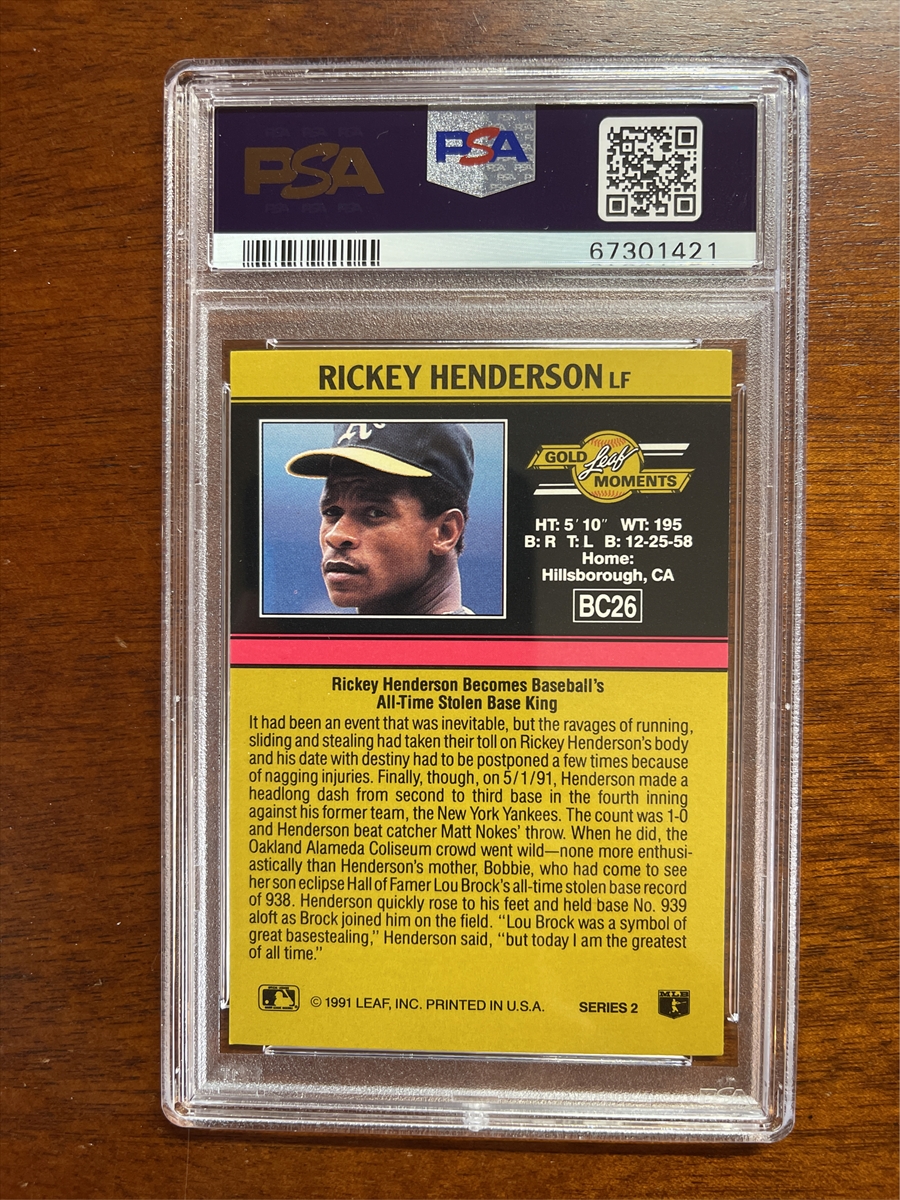 PSA
PSA
67301421
RICKEY HENDERSON LF
A's
GOLD Leaf MOMENTS
HT: 5' 10" WT: 195
B: R T: L B: 12-25-58
Home:
Hillsborough, CA
BC26
Rickey Henderson Becomes Baseball's
All-Time Stolen Base King
It had been an event that was inevitable, but the ravages of running,
sliding and stealing had taken their toll on Rickey Henderson's body
and his date with destiny had to be postponed a few times because
of nagging injuries. Finally, though, on 5/1/91, Henderson made a
headlong dash from second to third base in the fourth inning
against his former team, the New York Yankees. The count was 1-0
and Henderson beat catcher Matt Nokes' throw. When he did, the
Oakland Alameda Coliseum crowd went wild—none more enthusi-
astically than Henderson's mother, Bobbie, who had come to see
her son eclipse Hall of Famer Lou Brock's all-time stolen base record
of 938. Henderson quickly rose to his feet and held base No. 939
aloft as Brock joined him on the field. "Lou Brock was a symbol of
great basestealing," Henderson said, "but today I am the greatest
of all time."
© 1991 LEAF, INC. PRINTED IN U.S.A. SERIES 2 MLB